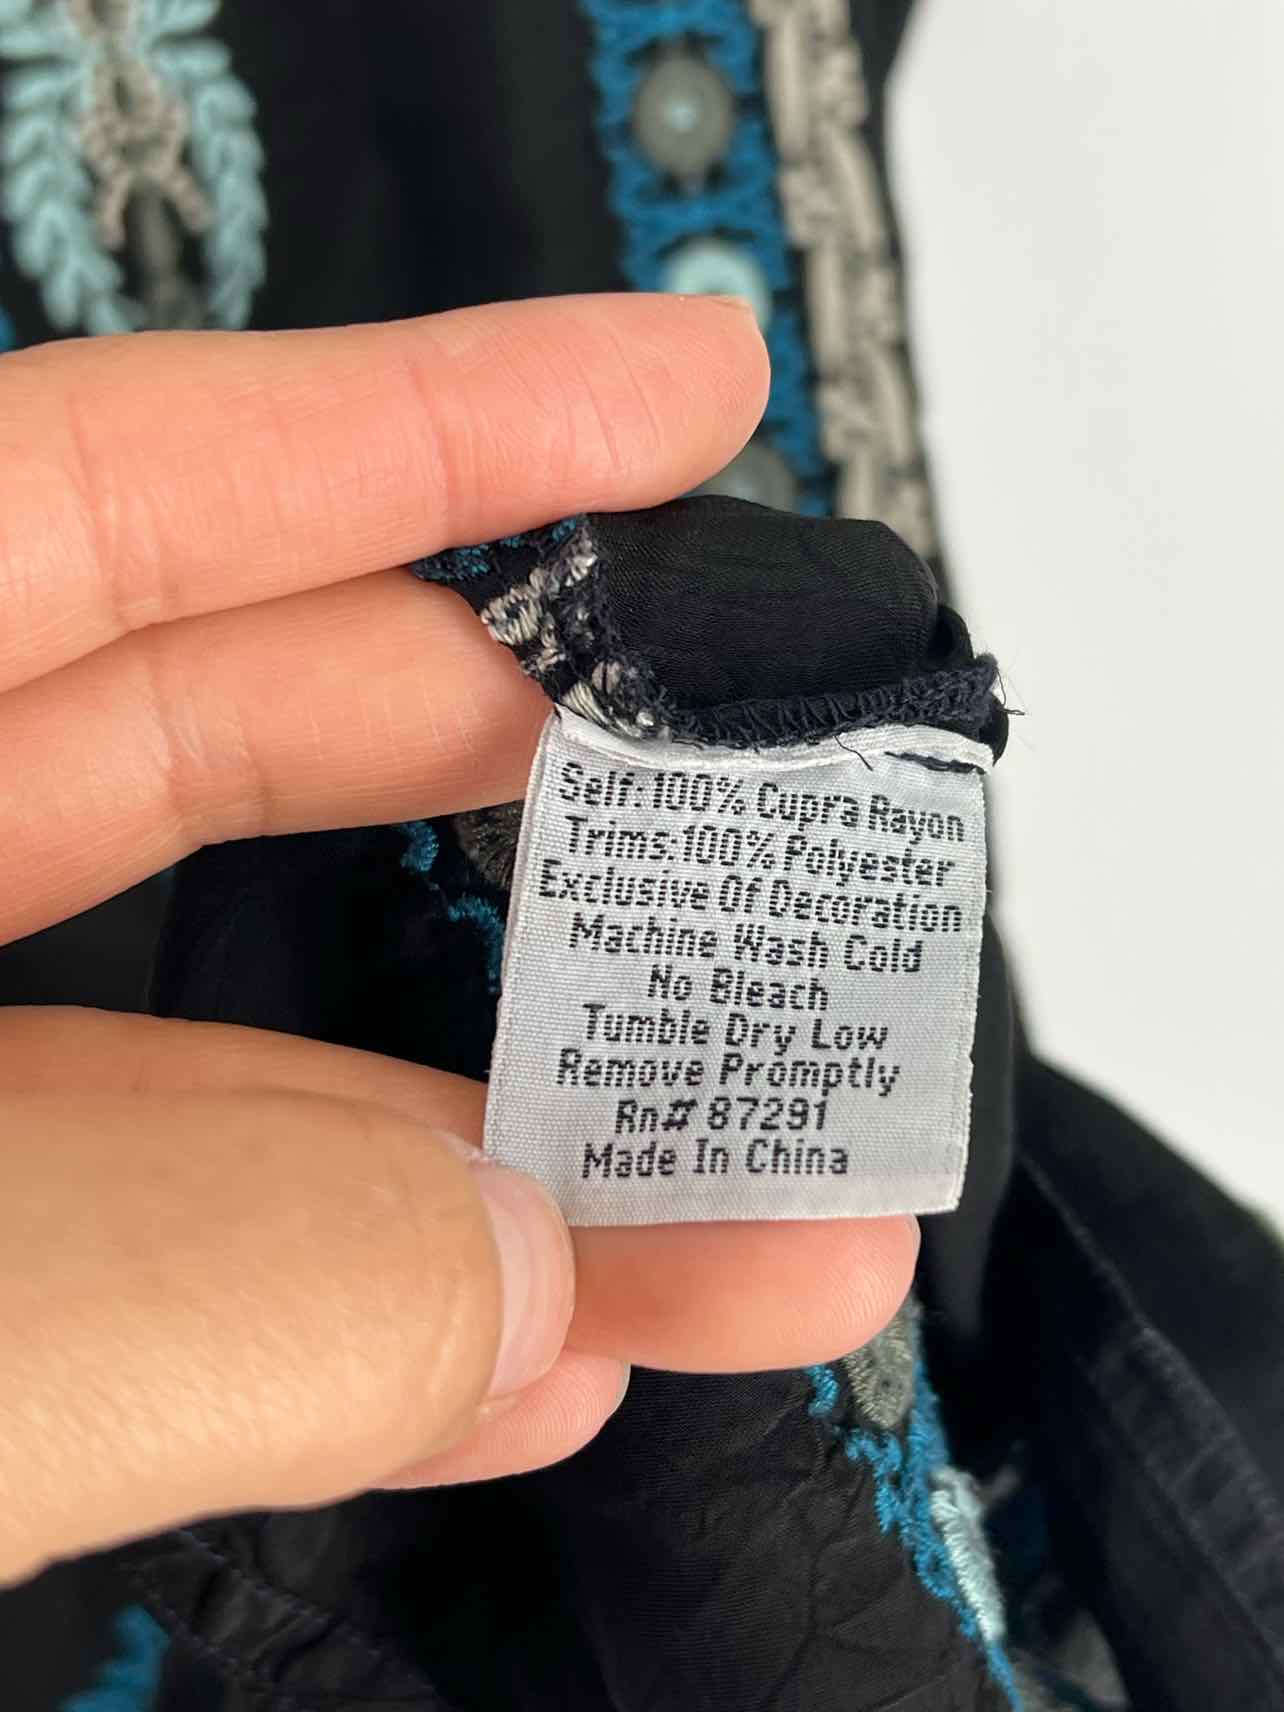 Self: 100% Cupra Rayon
Trims: 100% Polyester
Exclusive Of Decoration
Machine Wash Cold
No Bleach
Tumble Dry Low
Remove Promptly
Rn# 87291
Made In China